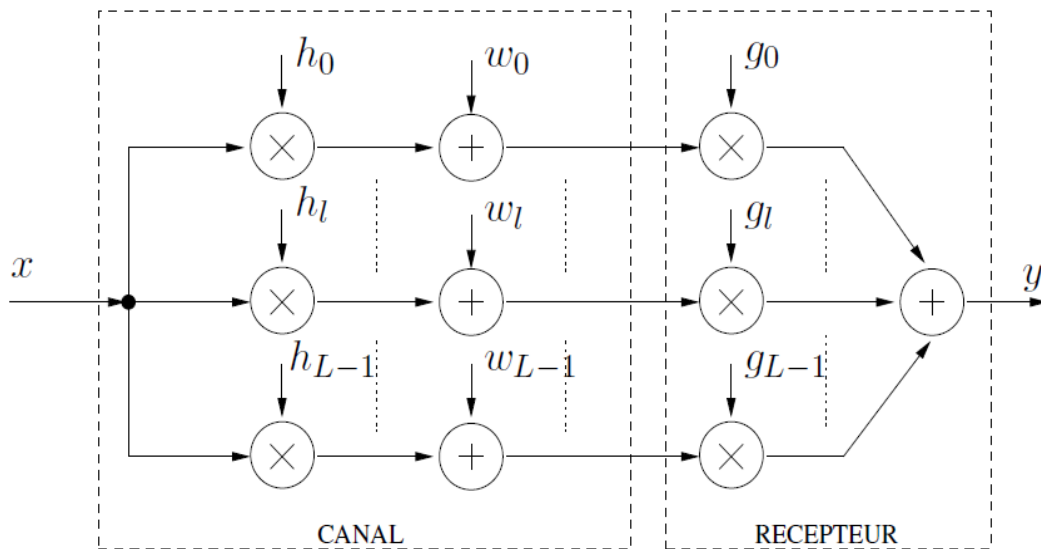 h_0 w_0 g_0
× + ×
h_l w_l g_l
x × + × + y
h_{L-1} w_{L-1} g_{L-1}
× + ×
CANAL RECEPTEUR